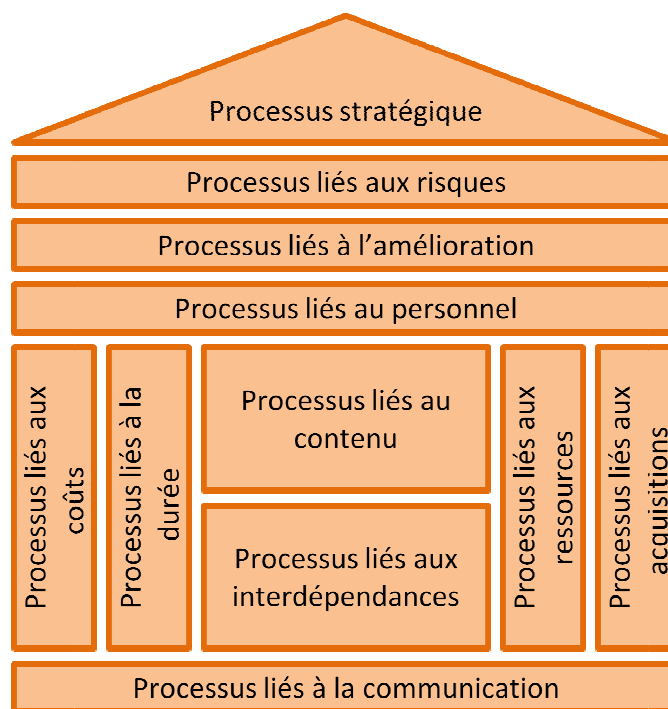 Processus stratégique
Processus liés aux risques
Processus liés à l’amélioration
Processus liés au personnel
Processus liés aux
coûts
Processus liés à la
durée
Processus liés au
contenu
Processus liés aux
interdépendances
Processus liés aux
ressources
Processus liés aux
acquisitions
Processus liés à la communication